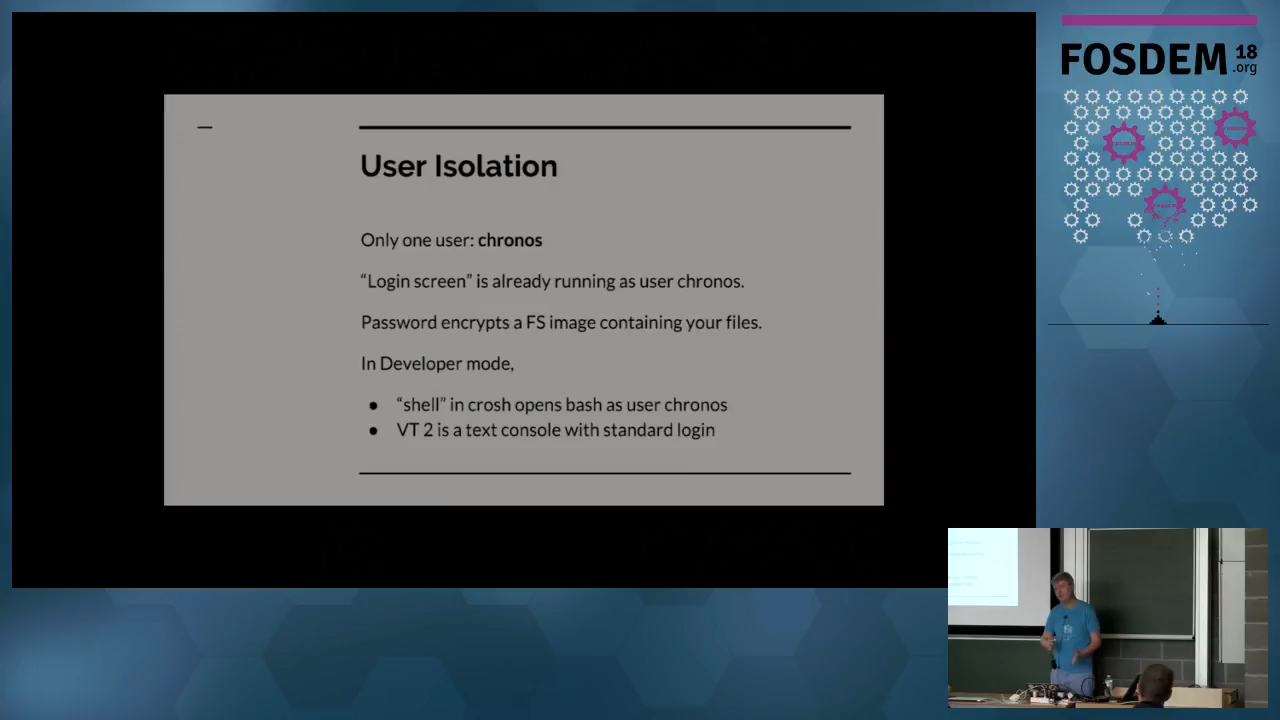 FOSDEM 18
.org
User Isolation
Only one user: chronos
“Login screen” is already running as user chronos.
Password encrypts a FS image containing your files.
In Developer mode,
● “shell” in crosh opens bash as user chronos
● VT 2 is a text console with standard login